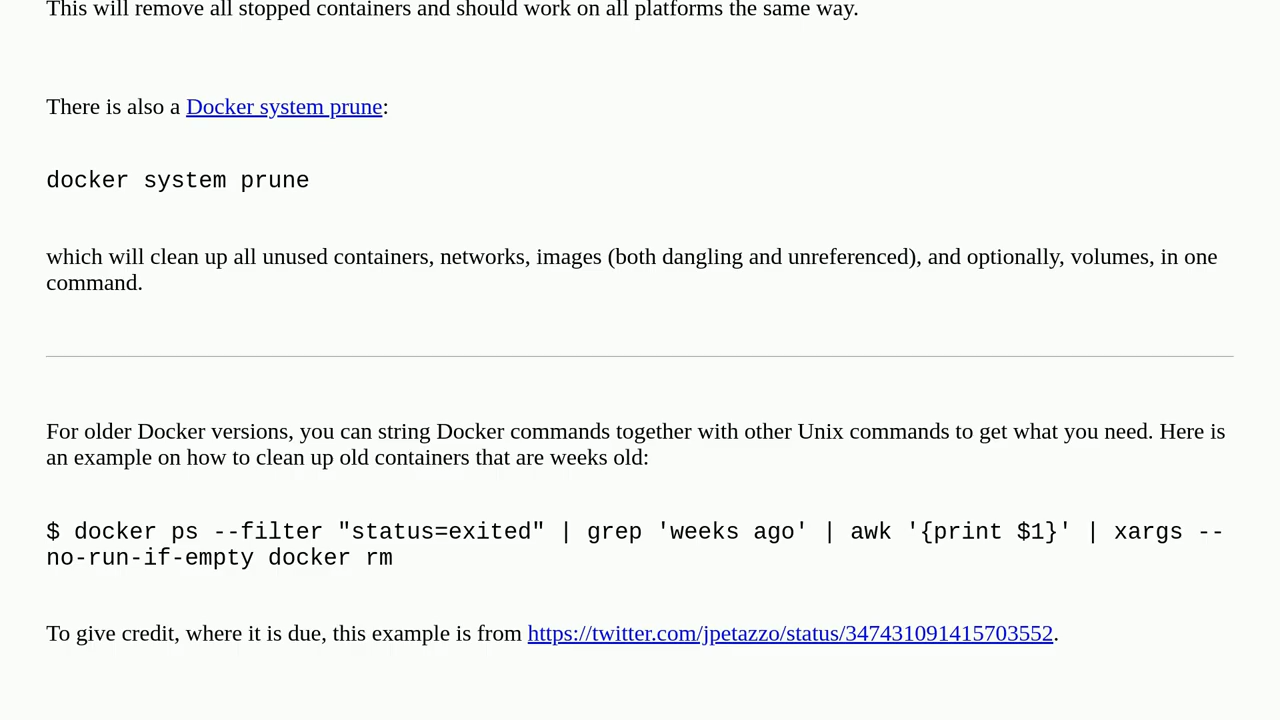 This will remove all stopped containers and should work on all platforms the same way.
There is also a Docker system prune:
docker system prune
which will clean up all unused containers, networks, images (both dangling and unreferenced), and optionally, volumes, in one
command.
For older Docker versions, you can string Docker commands together with other Unix commands to get what you need. Here is
an example on how to clean up old containers that are weeks old:
$ docker ps --filter "status=exited" | grep 'weeks ago' | awk '{print $1}' | xargs --
no-run-if-empty docker rm
To give credit, where it is due, this example is from https://twitter.com/jpetazzo/status/347431091415703552.